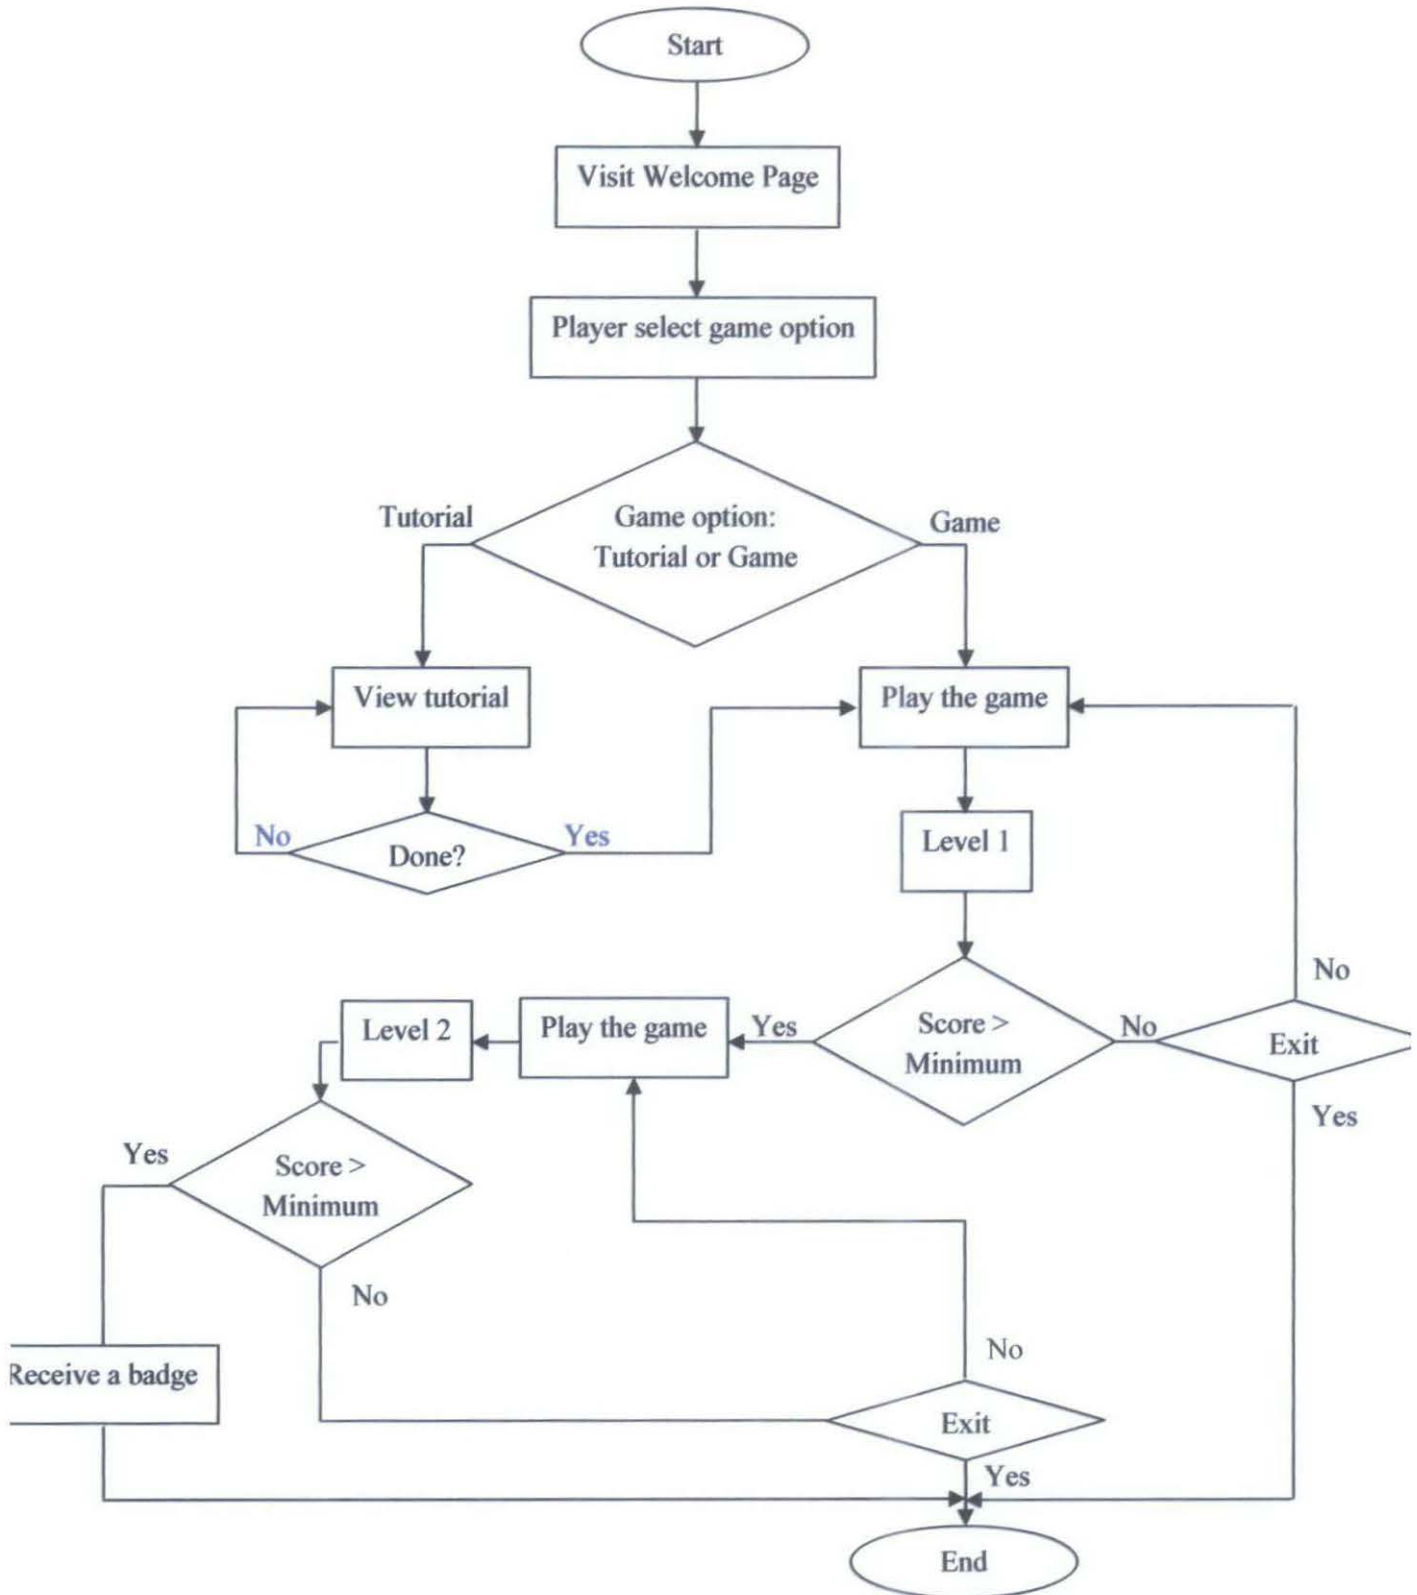 Start
Visit Welcome Page
Player select game option
Tutorial
Game option:
Tutorial or Game
Game
View tutorial
Play the game
No
Done?
Yes
Level 1
No
Level 2
Play the game
Yes
Score >
Minimum
No
Exit
Yes
Yes
Score >
Minimum
No
Receive a badge
No
Exit
Yes
End